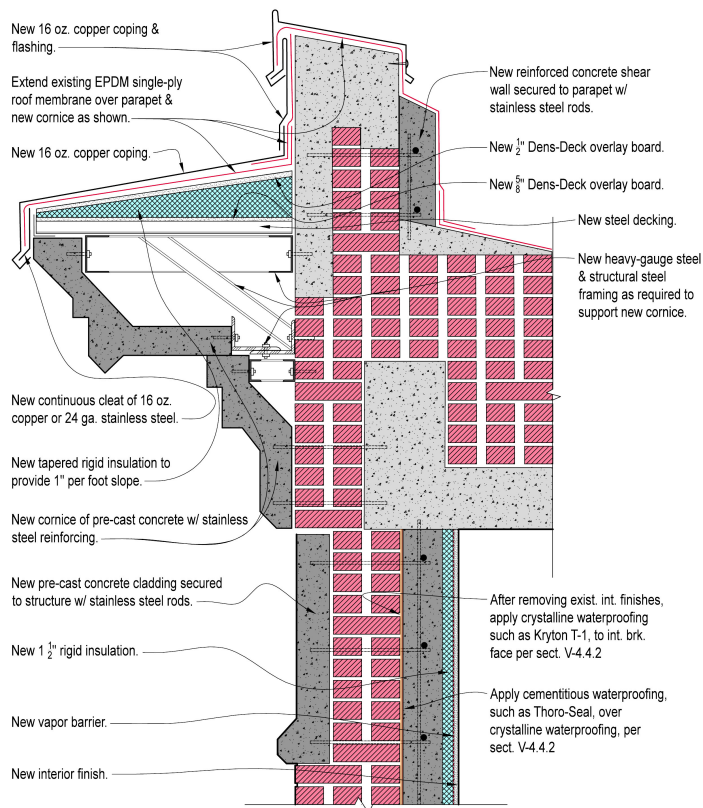 New 16 oz. copper coping &
flashing.
Extend existing EPDM single-ply
roof membrane over parapet &
new cornice as shown.
New 16 oz. copper coping.
New continuous cleat of 16 oz.
copper or 24 ga. stainless steel.
New tapered rigid insulation to
provide 1" per foot slope.
New cornice of pre-cast concrete w/ stainless
steel reinforcing.
New pre-cast concrete cladding secured
to structure w/ stainless steel rods.
New 1 1/2" rigid insulation.
New vapor barrier.
New interior finish.
New reinforced concrete shear
wall secured to parapet w/
stainless steel rods.
New 1/2" Dens-Deck overlay board.
New 5/8" Dens-Deck overlay board.
New steel decking.
New heavy-gauge steel
& structural steel
framing as required to
support new cornice.
After removing exist. int. finishes,
apply crystalline waterproofing
such as Kryton T-1, to int. brk.
face per sect. V-4.4.2
Apply cementitious waterproofing,
such as Thoro-Seal, over
crystalline waterproofing, per
sect. V-4.4.2